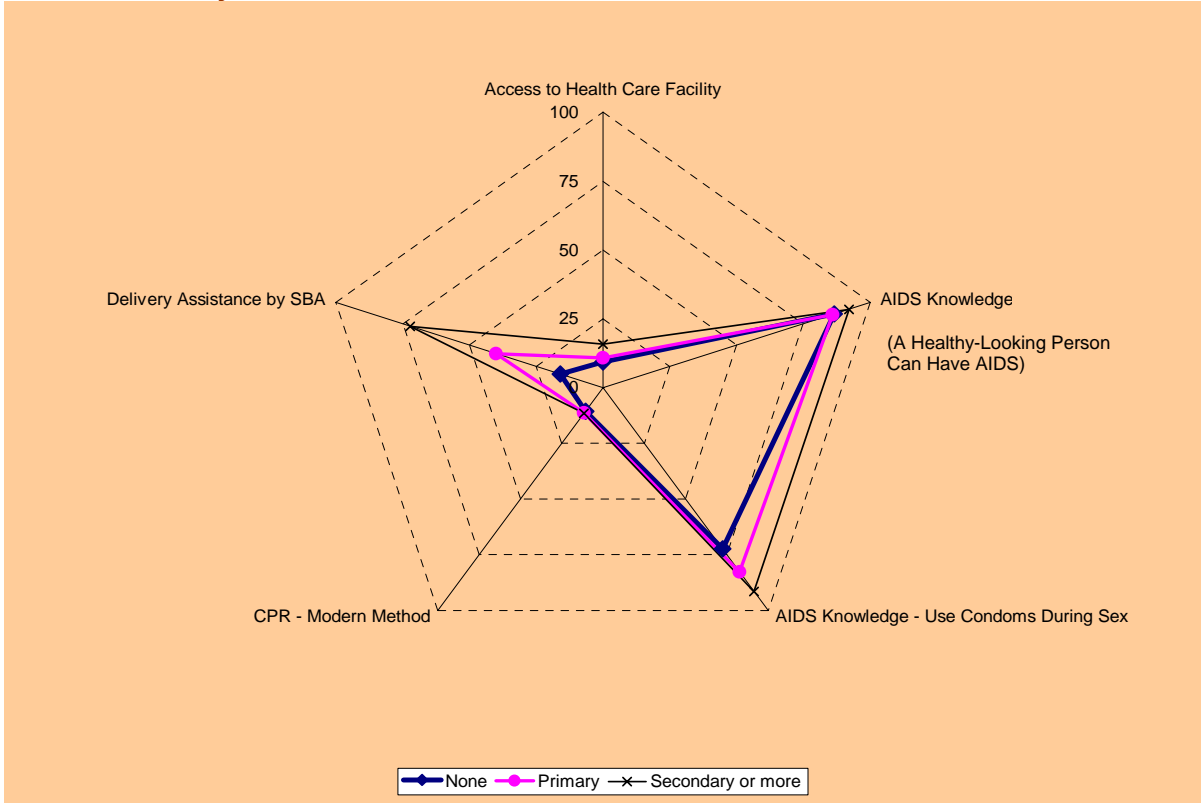 Access to Health Care Facility
100
75
50
25
0
AIDS Knowledge
(A Healthy-Looking Person
Can Have AIDS)
Delivery Assistance by SBA
CPR - Modern Method
AIDS Knowledge - Use Condoms During Sex
None Primary Secondary or more